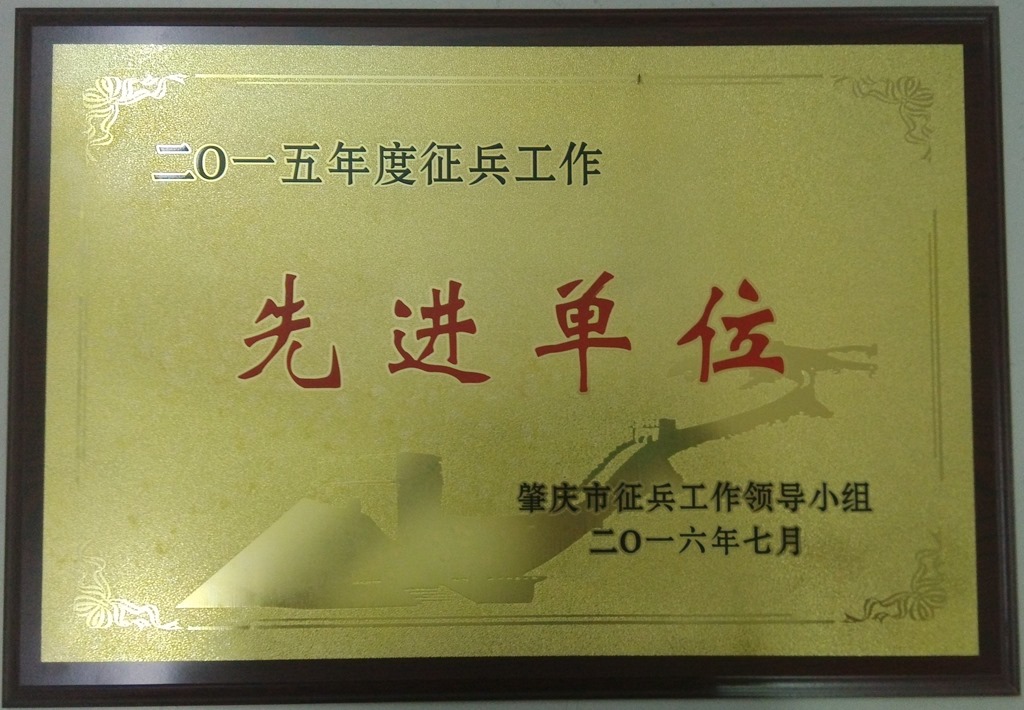 二O一五年度征兵工作
先进单位
肇庆市征兵工作领导小组
二O一六年七月